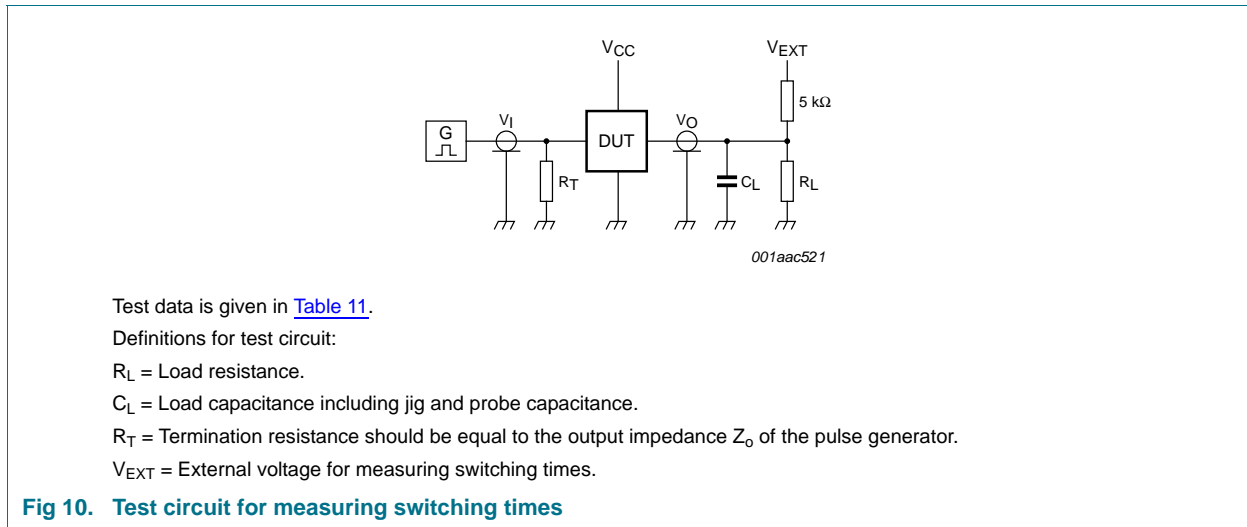 VCC
VEXT
5 kΩ
G
VI
DUT
VO
RT
CL
RL
001aac521
Test data is given in Table 11.
Definitions for test circuit:
RL = Load resistance.
CL = Load capacitance including jig and probe capacitance.
RT = Termination resistance should be equal to the output impedance Zo of the pulse generator.
VEXT = External voltage for measuring switching times.
Fig 10. Test circuit for measuring switching times